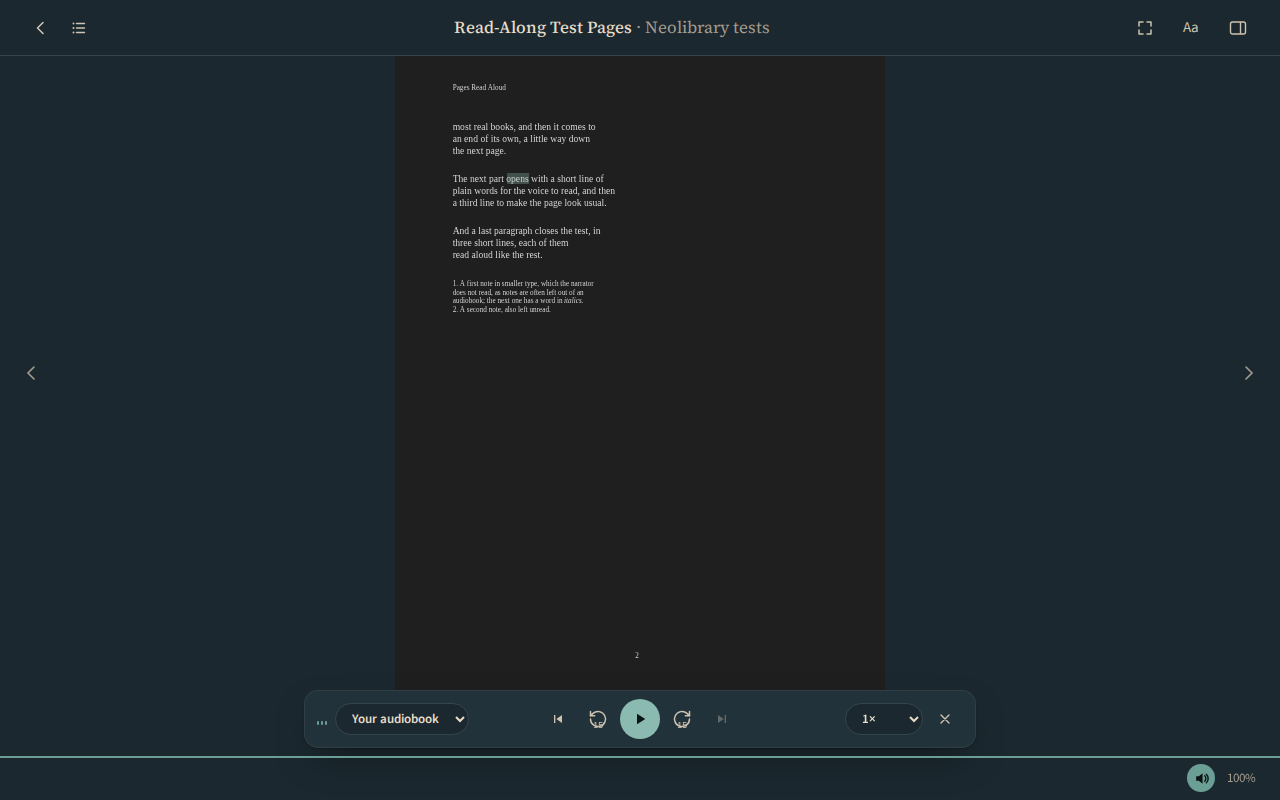 Read-Along Test Pages · Neolibrary tests
Aa
Pages Read Aloud
most real books, and then it comes to
an end of its own, a little way down
the next page.
The next part opens with a short line of
plain words for the voice to read, and then
a third line to make the page look usual.
And a last paragraph closes the test, in
three short lines, each of them
read aloud like the rest.
1. A first note in smaller type, which the narrator
does not read, as notes are often left out of an
audiobook; the next one has a word in italics.
2. A second note, also left unread.
2
Your audiobook
15
15
1×
100%